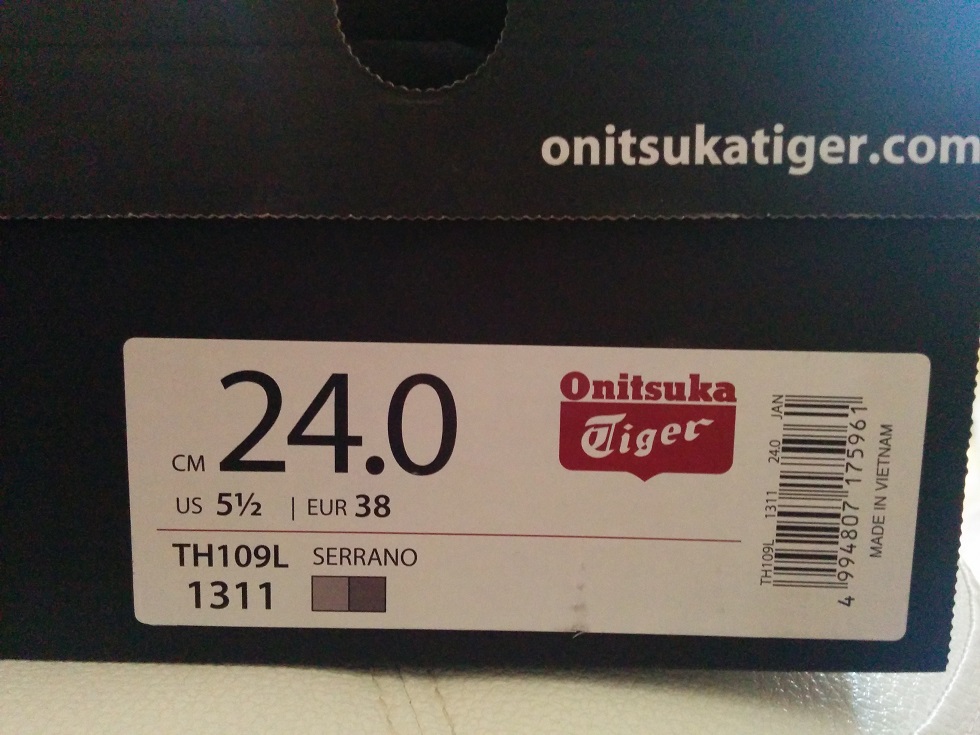 onitsukatiger.com
CM 24.0
US 5½ | EUR 38
TH109L SERRANO
1311
Onitsuka
Tiger
TH109L 1311 24.0 JAN
4 994807 175961
MADE IN VIETNAM